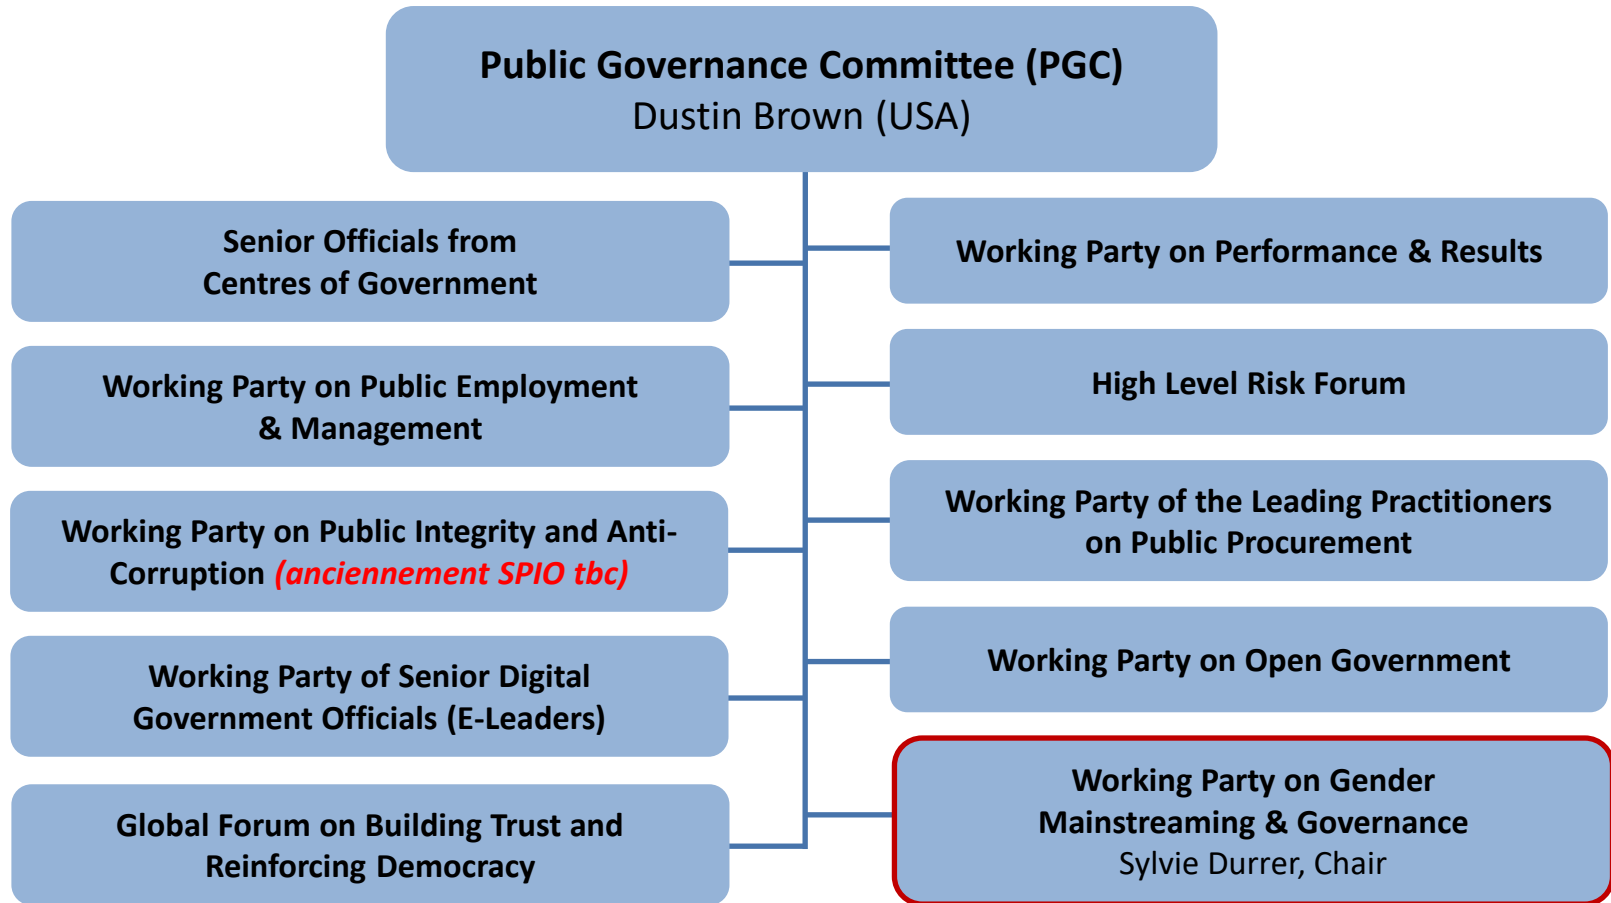 Public Governance Committee (PGC)
Dustin Brown (USA)
Senior Officials from
Centres of Government
Working Party on Public Employment
& Management
Working Party on Public Integrity and Anti-
Corruption (anciennement SPIO tbc)
Working Party of Senior Digital
Government Officials (E-Leaders)
Global Forum on Building Trust and
Reinforcing Democracy
Working Party on Performance & Results
High Level Risk Forum
Working Party of the Leading Practitioners
on Public Procurement
Working Party on Open Government
Working Party on Gender
Mainstreaming & Governance
Sylvie Durrer, Chair